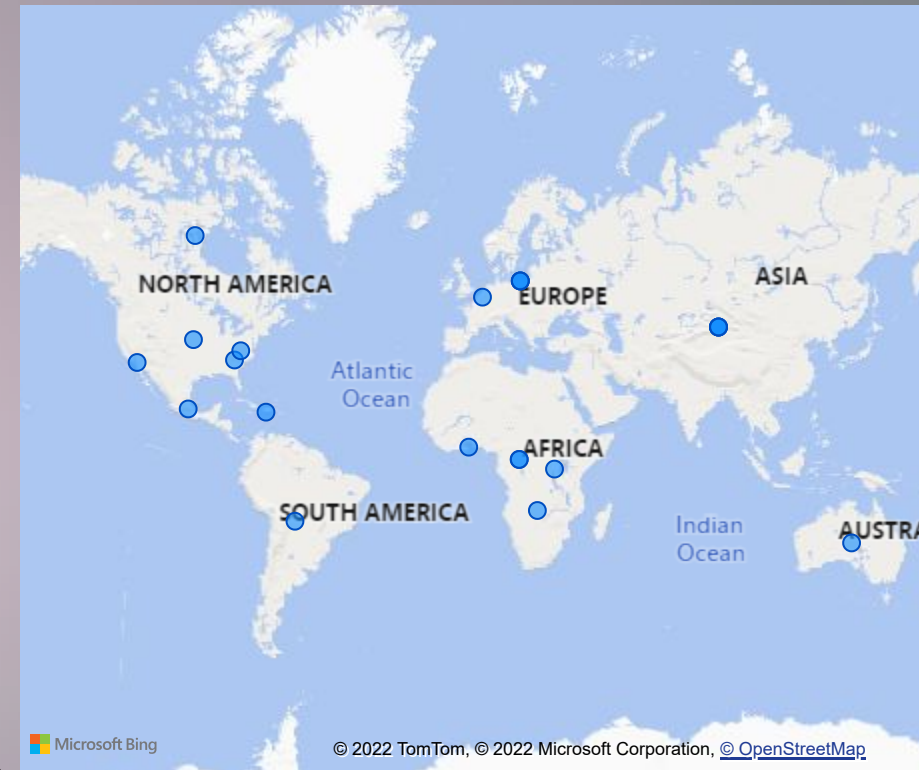 ASIA
NORTH AMERICA
EUROPE
Atlantic
Ocean
AFRICA
SOUTH AMERICA
Indian
Ocean
AUSTRA
Microsoft Bing
© 2022 TomTom, © 2022 Microsoft Corporation, © OpenStreetMap